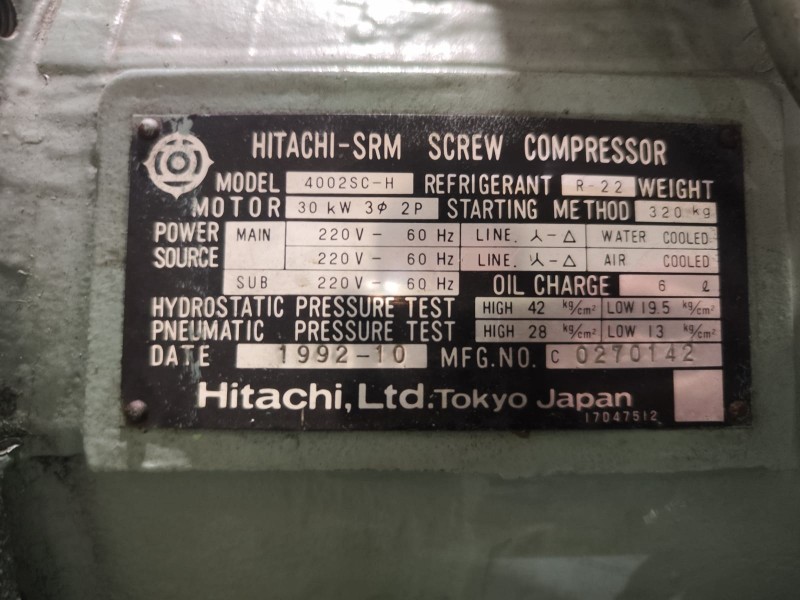 HITACHI-SRM SCREW COMPRESSOR
MODEL 4002SC-H REFRIGERANT R-22 WEIGHT
MOTOR 30 kW 3φ 2P STARTING METHOD 320 kg
POWER SOURCE MAIN 220 V - 60 Hz LINE. 人-△ WATER COOLED
220 V - 60 Hz LINE. 人-△ AIR COOLED
SUB 220 V - 60 Hz OIL CHARGE 6 ℓ
HYDROSTATIC PRESSURE TEST HIGH 42 kg/cm² LOW 19.5 kg/cm²
PNEUMATIC PRESSURE TEST HIGH 28 kg/cm² LOW 13 kg/cm²
DATE 1992-10 MFG.NO. C 0270142
Hitachi, Ltd. Tokyo Japan
17047512